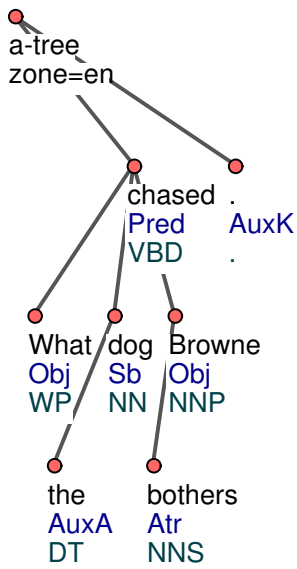 a-tree
zone=en
chased .
Pred AuxK
VBD .
What dog Browne
Obj Sb Obj
WP NN NNP
the bothers
AuxA Atr
DT NNS